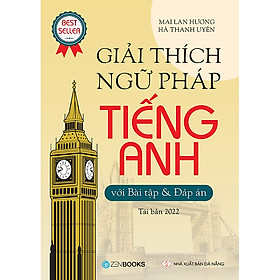 BEST
SELLER
MAI LAN HƯƠNG
HÀ THANH UYÊN
GIẢI THÍCH
NGỮ PHÁP
TIẾNG
ANH
với Bài tập & Đáp án
Tái bản 2022
ZENBOOKS
NHÀ XUẤT BẢN ĐÀ NẴNG